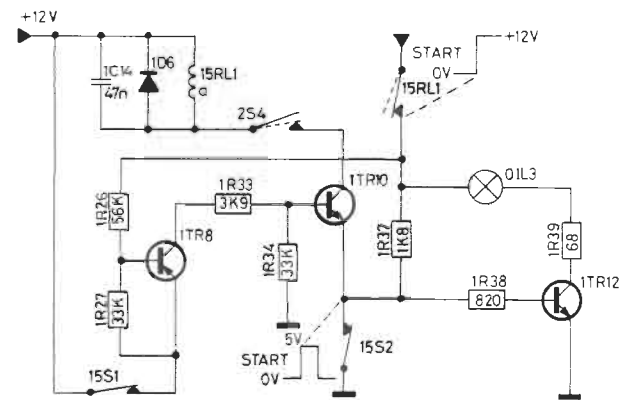 +12V
START
+12V
0V
1C14
47n
1D6
15RL1
a
2S4
15RL1
1R26
56K
1R33
3K9
1TR10
01L3
1TR8
1R34
33K
1R37
1K8
1R39
68
1R27
33K
1R38
820
1TR12
5V
START
0V
15S2
15S1